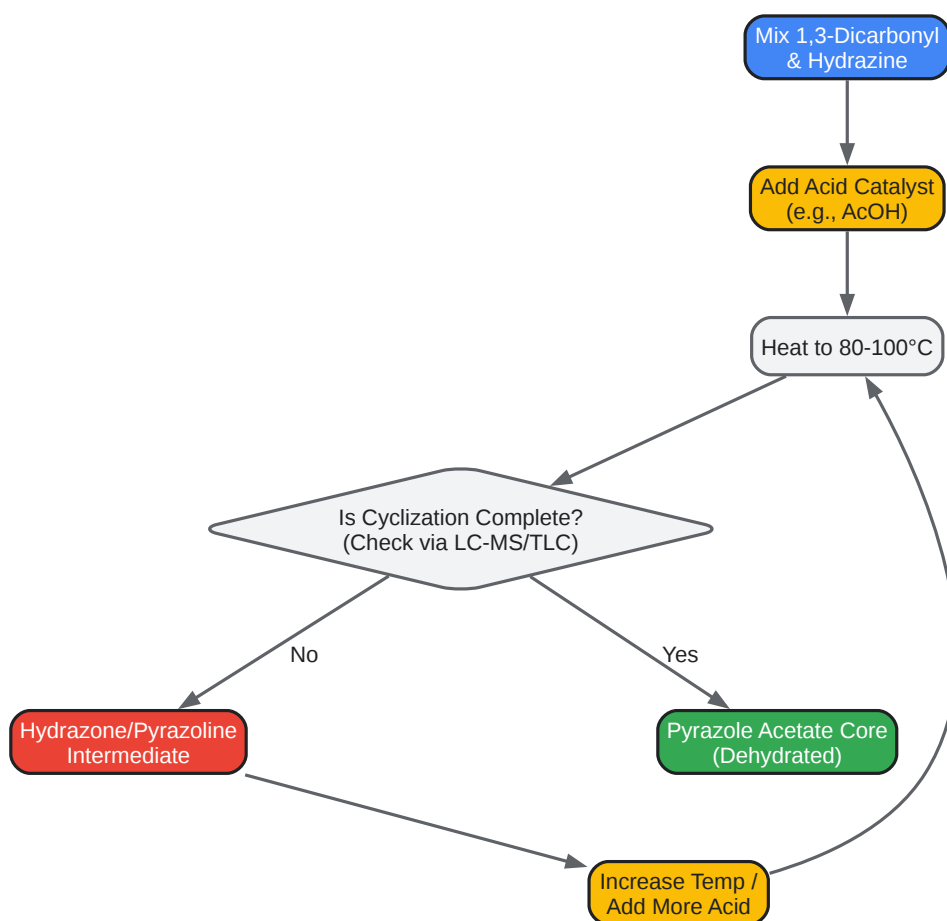 Mix 1,3-Dicarbonyl
& Hydrazine
Add Acid Catalyst
(e.g., AcOH)
Heat to 80-100°C
Is Cyclization Complete?
(Check via LC-MS/TLC)
No
Yes
Hydrazone/Pyrazoline
Intermediate
Pyrazole Acetate Core
(Dehydrated)
Increase Temp /
Add More Acid